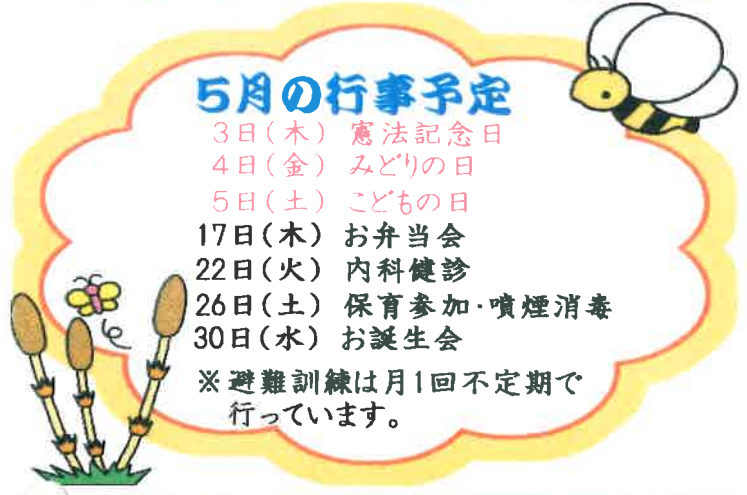 5月の行事予定
3日(木) 憲法記念日
4日(金) みどりの日
5日(土) こどもの日
17日(木) お弁当会
22日(火) 内科健診
26日(土) 保育参加・噴煙消毒
30日(水) お誕生会
※避難訓練は月1回不定期で
行っています。